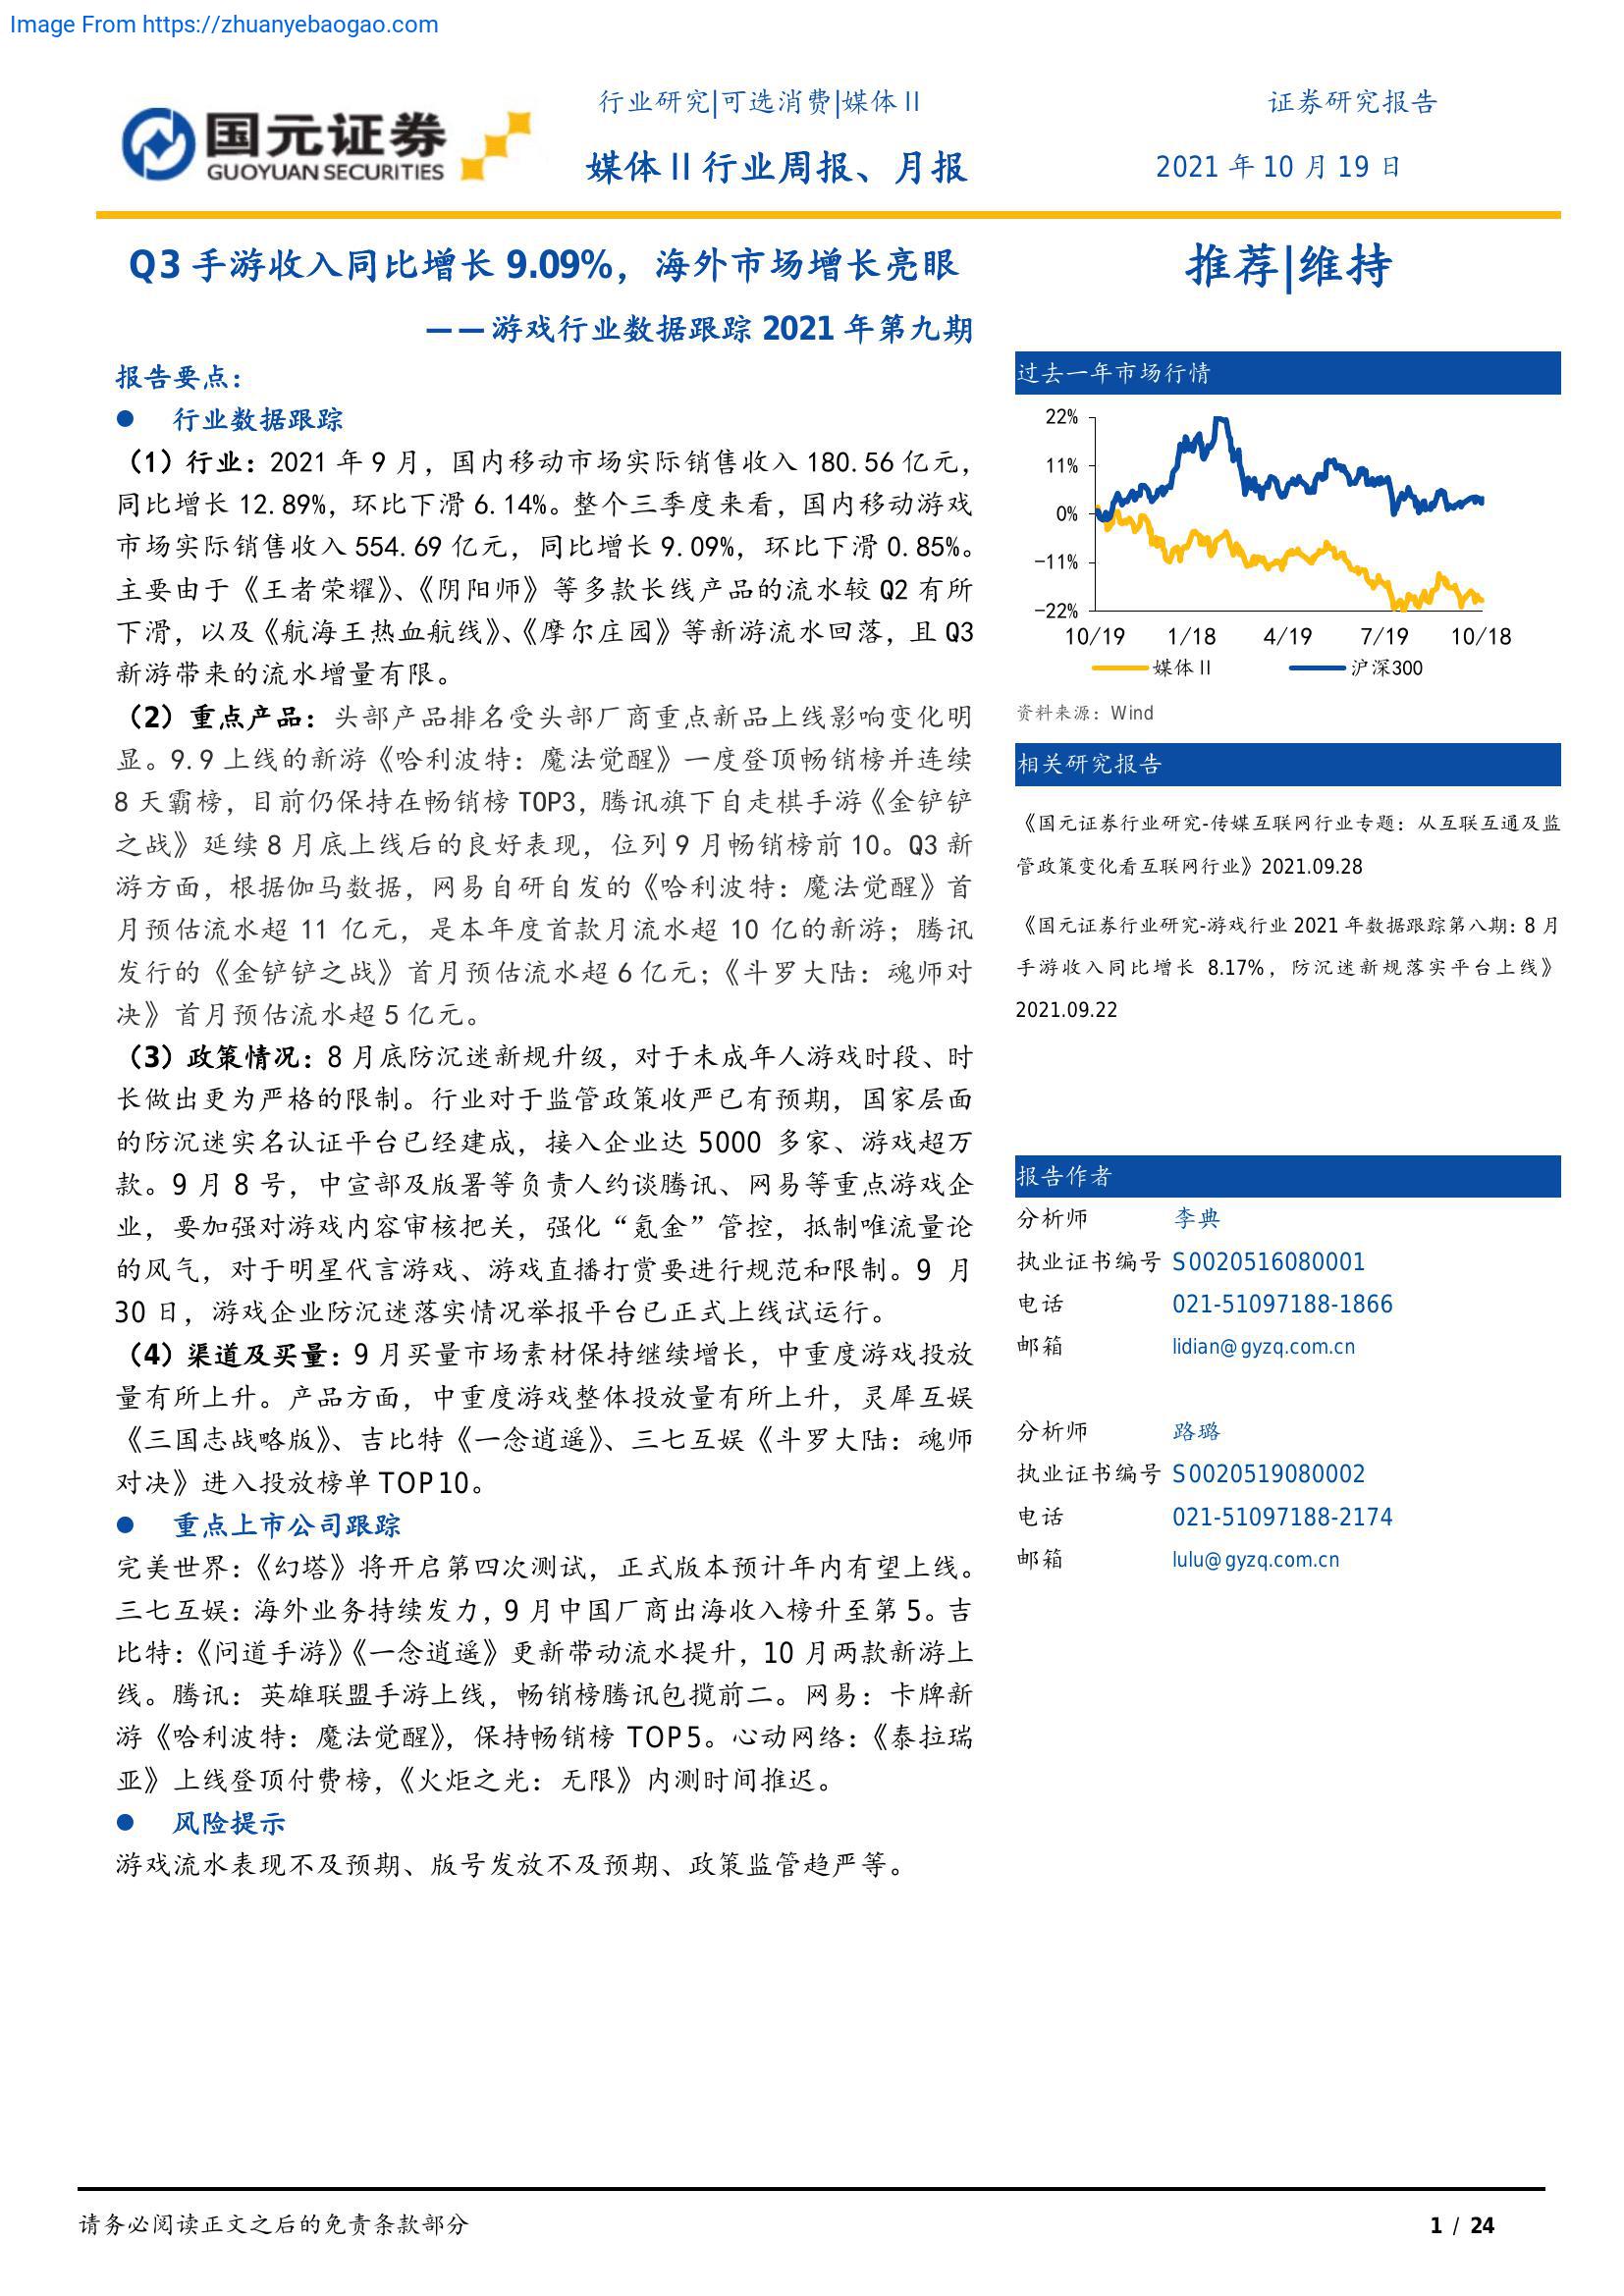 Image From https://zhuanyebaogao.com
国元证券
GUOYUAN SECURITIES
行业研究|可选消费|媒体Ⅱ
证券研究报告
媒体Ⅱ行业周报、月报
2021 年 10 月 19 日
Q3 手游收入同比增长 9.09%，海外市场增长亮眼
——游戏行业数据跟踪 2021 年第九期
报告要点：
● 行业数据跟踪
（1）行业：2021 年 9 月，国内移动市场实际销售收入 180.56 亿元，
同比增长 12.89%，环比下滑 6.14%。整个三季度来看，国内移动游戏
市场实际销售收入 554.69 亿元，同比增长 9.09%，环比下滑 0.85%。
主要由于《王者荣耀》、《阴阳师》等多款长线产品的流水较 Q2 有所
下滑，以及《航海王热血航线》、《摩尔庄园》等新游流水回落，且 Q3
新游带来的流水增量有限。
（2）重点产品：头部产品排名受头部厂商重点新品上线影响变化明
显。9.9 上线的新游《哈利波特：魔法觉醒》一度登顶畅销榜并连续
8 天霸榜，目前仍保持在畅销榜 TOP3，腾讯旗下自走棋手游《金铲铲
之战》延续 8 月底上线后的良好表现，位列 9 月畅销榜前 10。Q3 新
游方面，根据伽马数据，网易自研自发的《哈利波特：魔法觉醒》首
月预估流水超 11 亿元，是本年度首款月流水超 10 亿的新游；腾讯
发行的《金铲铲之战》首月预估流水超 6 亿元；《斗罗大陆：魂师对
决》首月预估流水超 5 亿元。
（3）政策情况：8 月底防沉迷新规升级，对于未成年人游戏时段、时
长做出更为严格的限制。行业对于监管政策收严已有预期，国家层面
的防沉迷实名认证平台已经建成，接入企业达 5000 多家、游戏超万
款。9 月 8 号，中宣部及版署等负责人约谈腾讯、网易等重点游戏企
业，要加强对游戏内容审核把关，强化“氪金”管控，抵制唯流量论
的风气，对于明星代言游戏、游戏直播打赏要进行规范和限制。9 月
30 日，游戏企业防沉迷落实情况举报平台已正式上线试运行。
（4）渠道及买量：9 月买量市场素材保持继续增长，中重度游戏投放
量有所上升。产品方面，中重度游戏整体投放量有所上升，灵犀互娱
《三国志战略版》、吉比特《一念逍遥》、三七互娱《斗罗大陆：魂师
对决》进入投放榜单 TOP10。
● 重点上市公司跟踪
完美世界：《幻塔》将开启第四次测试，正式版本预计年内有望上线。
三七互娱：海外业务持续发力，9 月中国厂商出海收入榜升至第 5。吉
比特：《问道手游》《一念逍遥》更新带动流水提升，10 月两款新游上
线。腾讯：英雄联盟手游上线，畅销榜腾讯包揽前二。网易：卡牌新
游《哈利波特：魔法觉醒》，保持畅销榜 TOP5。心动网络：《泰拉瑞
亚》上线登顶付费榜，《火炬之光：无限》内测时间推迟。
● 风险提示
游戏流水表现不及预期、版号发放不及预期、政策监管趋严等。
推荐|维持
过去一年市场行情
22%
11%
0%
-11%
-22%
10/19 1/18 4/19 7/19 10/18
媒体Ⅱ 沪深300
资料来源：Wind
相关研究报告
《国元证券行业研究-传媒互联网行业专题：从互联互通及监
管政策变化看互联网行业》2021.09.28
《国元证券行业研究-游戏行业 2021 年数据跟踪第八期：8 月
手游收入同比增长 8.17%，防沉迷新规落实平台上线》
2021.09.22
报告作者
分析师 李典
执业证书编号 S0020516080001
电话 021-51097188-1866
邮箱 lidian@gyzq.com.cn
分析师 路璐
执业证书编号 S0020519080002
电话 021-51097188-2174
邮箱 lulu@gyzq.com.cn
请务必阅读正文之后的免责条款部分
1 / 24